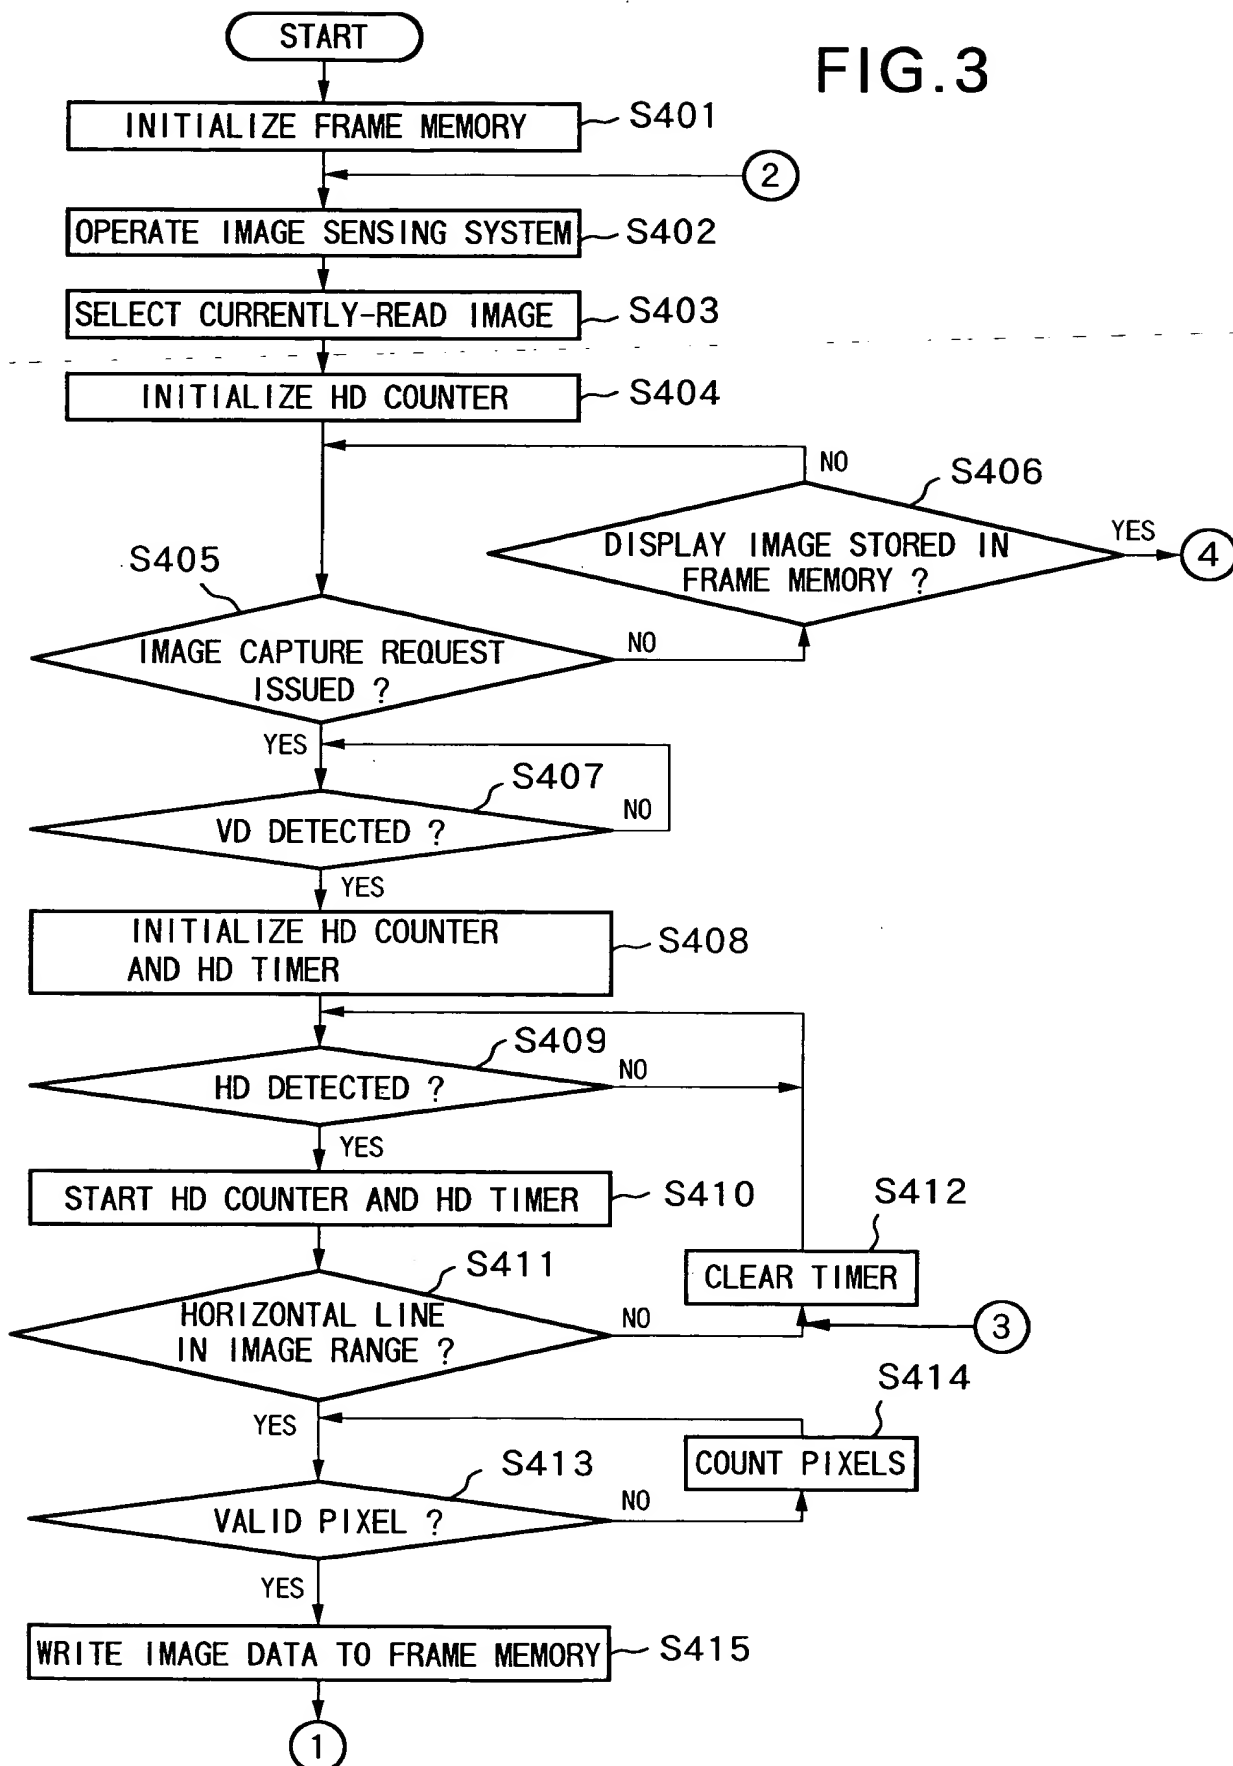 START
FIG.3
INITIALIZE FRAME MEMORY
S401
2
OPERATE IMAGE SENSING SYSTEM
S402
SELECT CURRENTLY-READ IMAGE
S403
INITIALIZE HD COUNTER
S404
NO
S406
DISPLAY IMAGE STORED IN
FRAME MEMORY ?
YES
4
S405
IMAGE CAPTURE REQUEST
ISSUED ?
NO
YES
S407
VD DETECTED ?
NO
YES
INITIALIZE HD COUNTER
AND HD TIMER
S408
S409
HD DETECTED ?
NO
YES
START HD COUNTER AND HD TIMER
S410
S412
CLEAR TIMER
S411
HORIZONTAL LINE
IN IMAGE RANGE ?
NO
3
YES
S414
COUNT PIXELS
S413
VALID PIXEL ?
NO
YES
WRITE IMAGE DATA TO FRAME MEMORY
S415
1